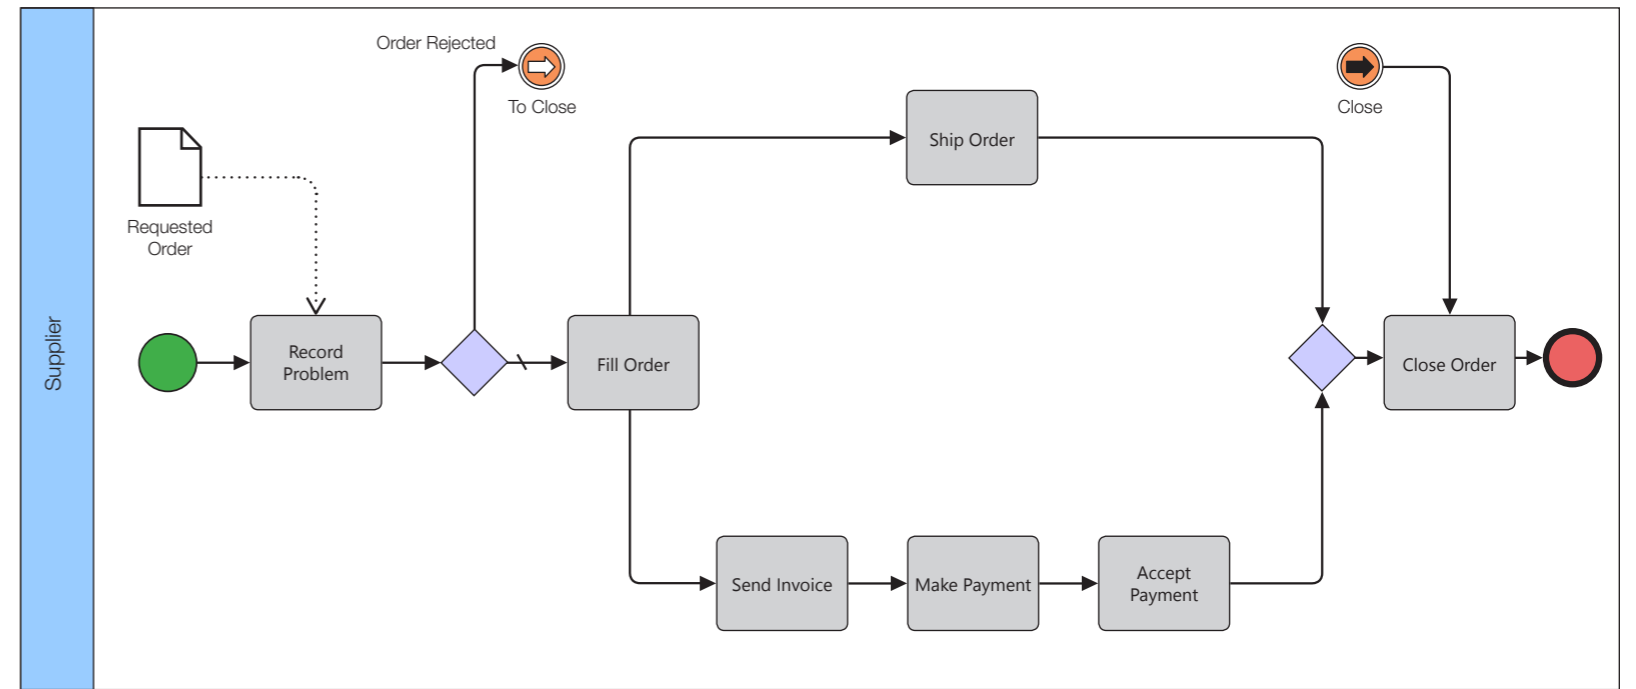 Supplier
Order Rejected
To Close
Close
Requested
Order
Ship Order
Record
Problem
Fill Order
Close Order
Send Invoice
Make Payment
Accept
Payment